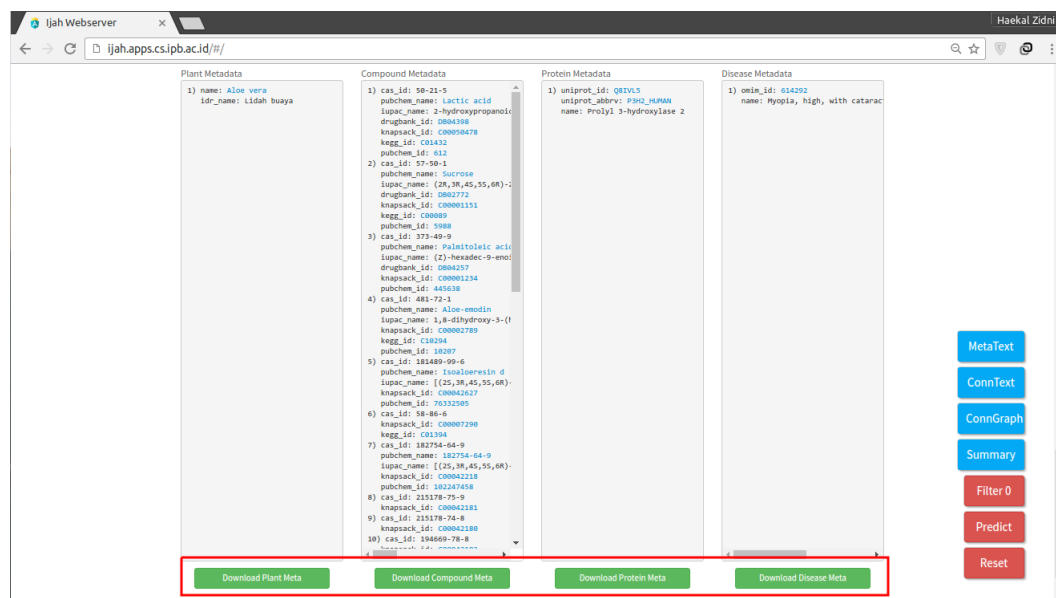 Ijah Webserver
Haekal Zidni
ijah.apps.cs.ipb.ac.id/#/
Plant Metadata
1) name: Aloe vera
idr_name: Lidah buaya
Compound Metadata
1) cas_id: 50-21-5
pubchem_name: Lactic acid
iupac_name: 2-hydroxypropanoic
drugbank_id: DB04398
knapsack_id: C00050478
kegg_id: C01432
pubchem_id: 612
2) cas_id: 57-50-1
pubchem_name: Sucrose
iupac_name: (2R,3R,4S,5S,6R)-2
drugbank_id: DB02772
knapsack_id: C00001151
kegg_id: C00089
pubchem_id: 5988
3) cas_id: 373-49-9
pubchem_name: Palmitoleic acid
iupac_name: (Z)-hexadec-9-enoi
drugbank_id: DB04257
knapsack_id: C00001234
pubchem_id: 445638
4) cas_id: 481-72-1
pubchem_name: Aloe-emodin
iupac_name: 1,8-dihydroxy-3-(h
knapsack_id: C00002789
kegg_id: C10294
pubchem_id: 10207
5) cas_id: 181489-99-6
pubchem_name: Isoaloeresin d
iupac_name: [(2S,3R,4S,5S,6R)-
knapsack_id: C00042627
pubchem_id: 76332505
6) cas_id: 58-86-6
knapsack_id: C00007290
kegg_id: C01394
7) cas_id: 182754-64-9
pubchem_name: 182754-64-9
iupac_name: [(2S,3R,4S,5S,6R)-
knapsack_id: C00042218
pubchem_id: 102247458
8) cas_id: 215178-75-9
knapsack_id: C00042181
9) cas_id: 215178-74-8
knapsack_id: C00042180
10) cas_id: 194669-78-8
Protein Metadata
1) uniprot_id: Q8IVL5
uniprot_abbrv: P3H2_HUMAN
name: Prolyl 3-hydroxylase 2
Disease Metadata
1) omim_id: 614292
name: Myopia, high, with catarac
MetaText
ConnText
ConnGraph
Summary
Filter 0
Predict
Reset
Download Plant Meta
Download Compound Meta
Download Protein Meta
Download Disease Meta